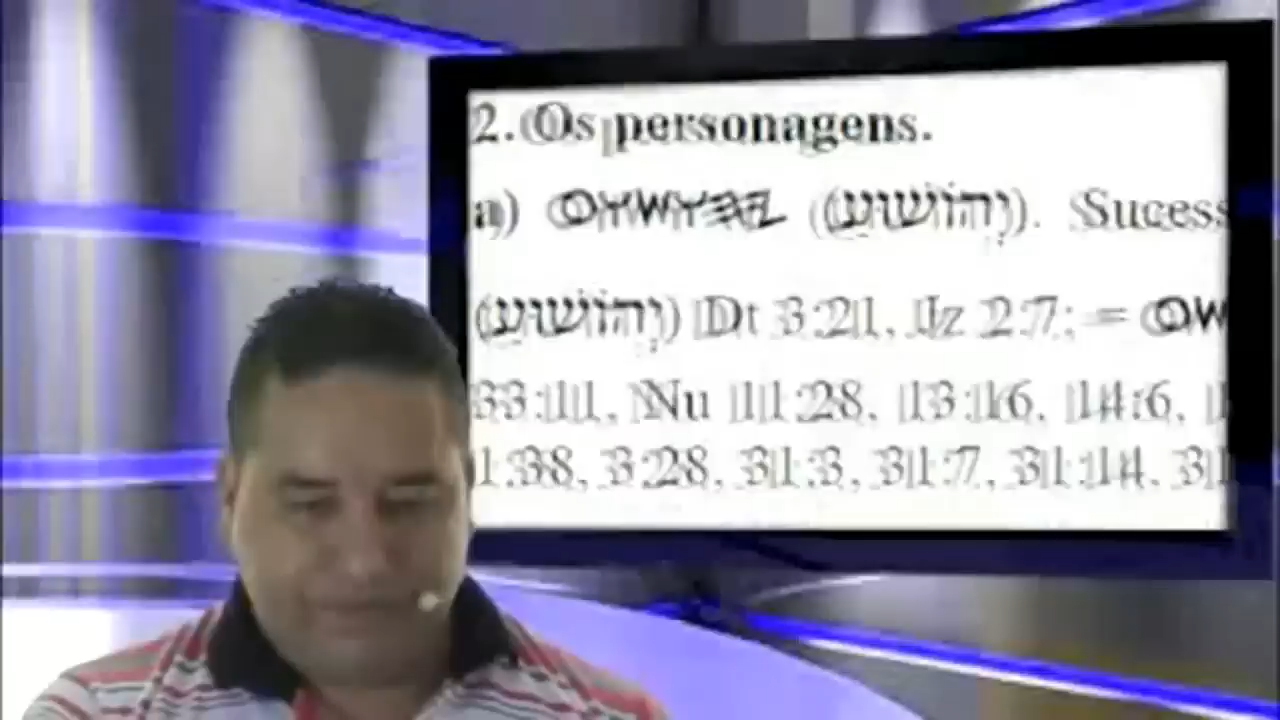 2. Os personagens.
a) 𐤉𐤄𐤅𐤔𐤅𐤏 (יְהוֹשׁוּעַ). Sucess
(יְהוֹשׁוּעַ) Dt 3:21, Jz 2:7; =
33:11, Nu 11:28, 13:16, 14:6,
1:38, 3:28, 31:3, 31:7, 31:14,